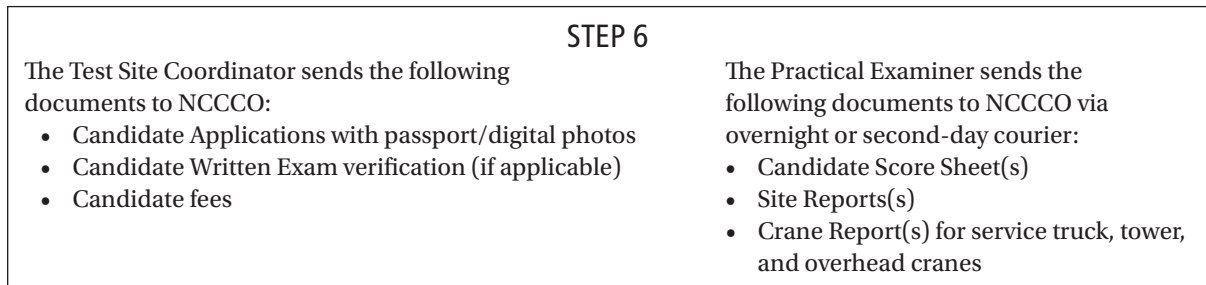 STEP 6
The Test Site Coordinator sends the following
documents to NCCCO:
• Candidate Applications with passport/digital photos
• Candidate Written Exam verification (if applicable)
• Candidate fees
The Practical Examiner sends the
following documents to NCCCO via
overnight or second-day courier:
• Candidate Score Sheet(s)
• Site Reports(s)
• Crane Report(s) for service truck, tower,
and overhead cranes